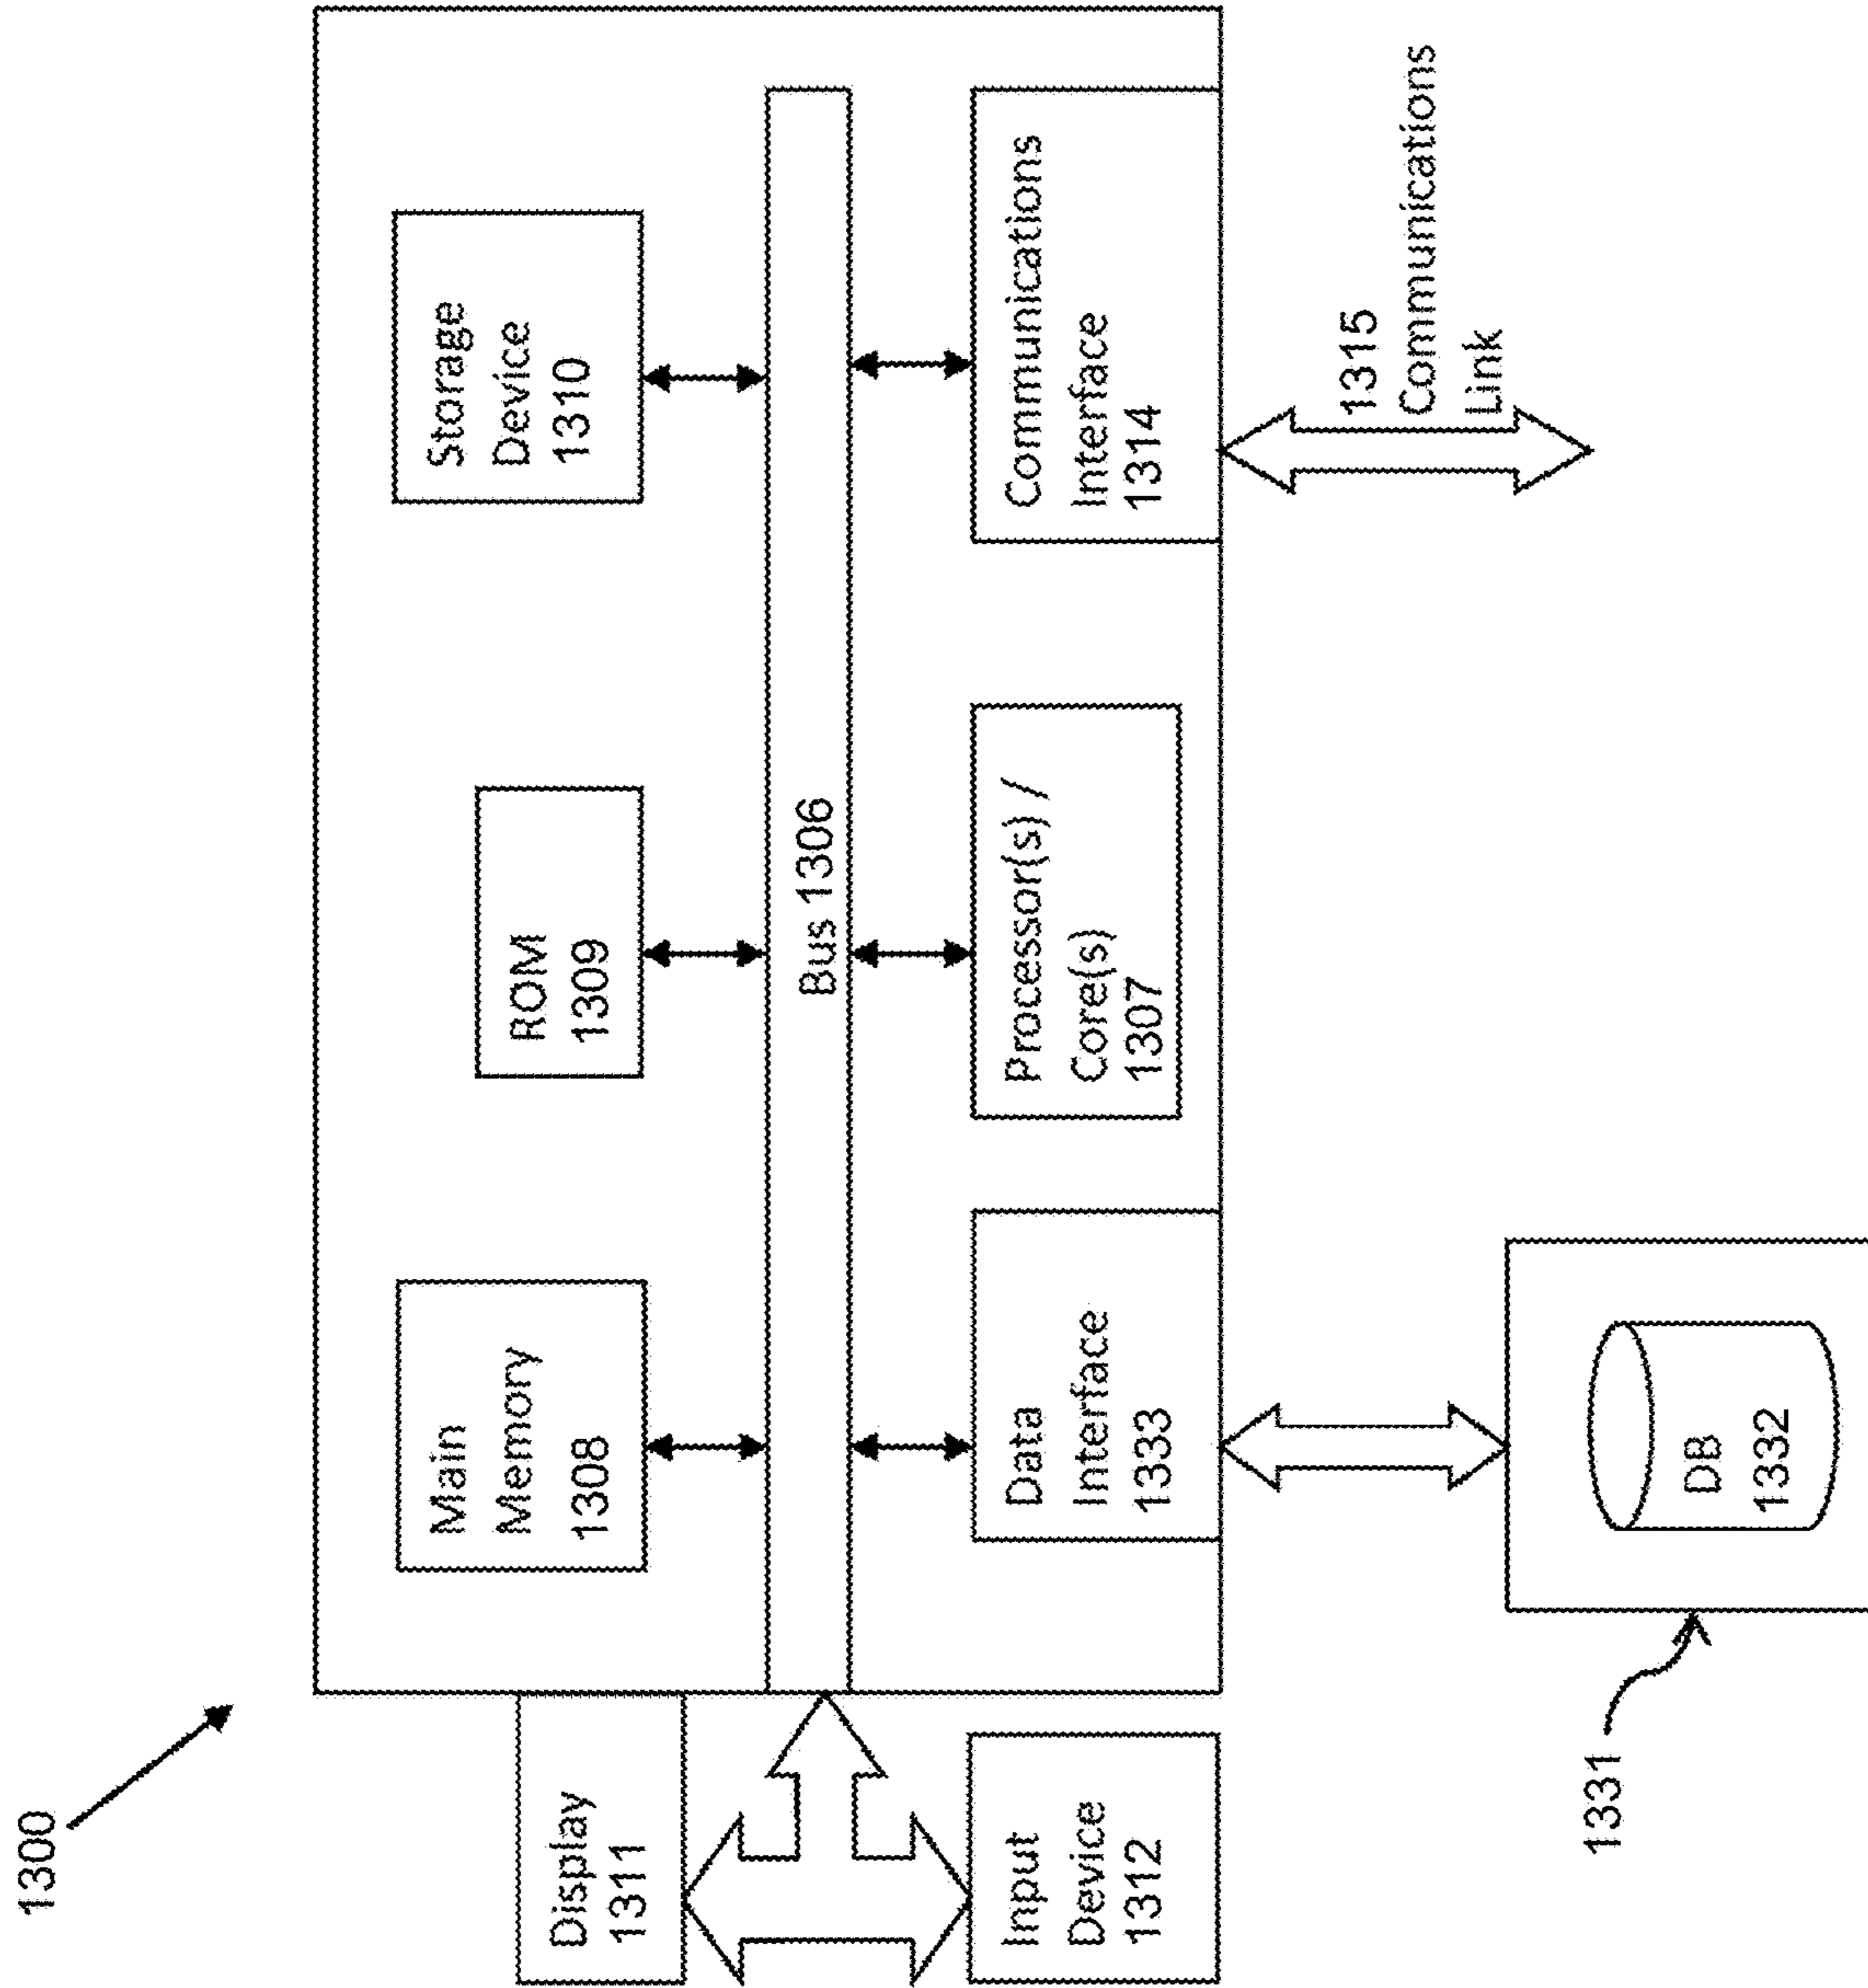 1300
Display
1311
Main
Memory
1308
ROM
1309
Storage
Device
1310
Bus 1306
Input
Device
1312
Data
Interface
1333
Processor(s) /
Core(s)
1307
Communications
Interface
1314
1315
Communications
Link
1331
DB
1332